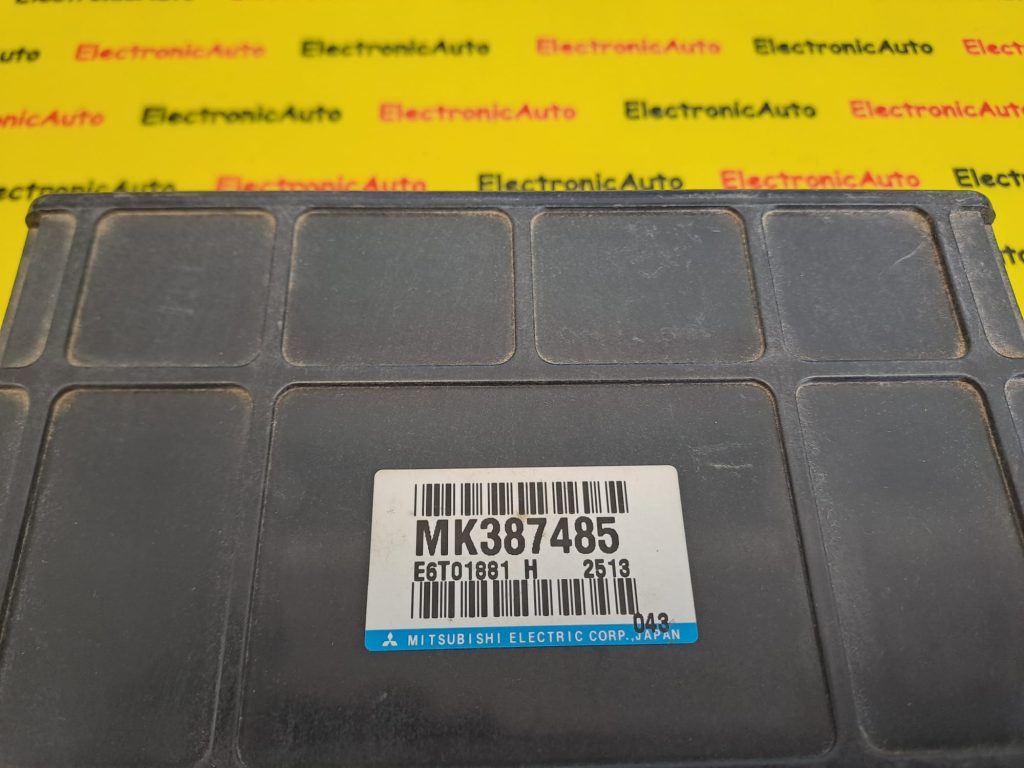 ElectronicAuto ElectronicAuto ElectronicAuto
ElectronicAuto ElectronicAuto ElectronicAuto ElectronicAuto
ElectronicAuto ElectronicAuto ElectronicAuto ElectronicAuto
MK387485
E6T01881 H 2513
043
MITSUBISHI ELECTRIC CORP.,JAPAN